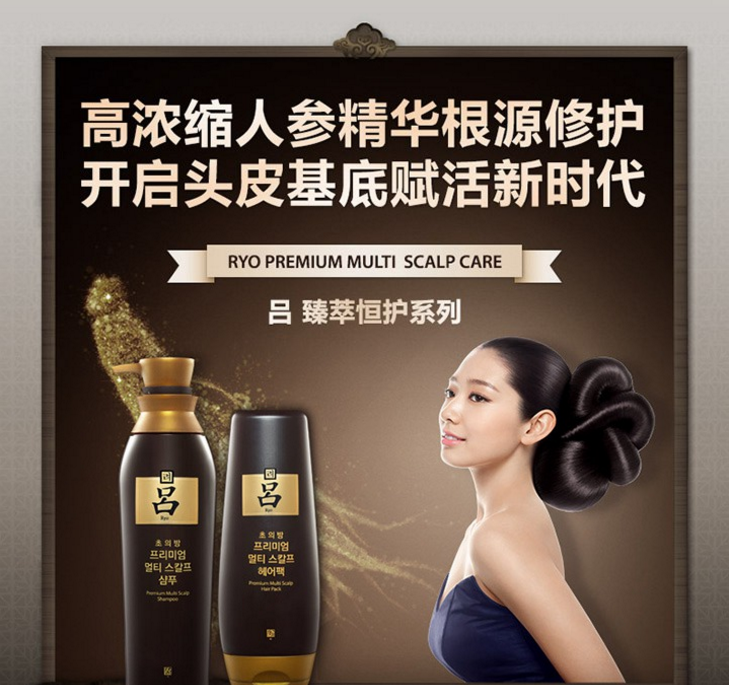 高浓缩人参精华根源修护
开启头皮基底赋活新时代
RYO PREMIUM MULTI SCALP CARE
吕 臻萃恒护系列
呂
Ryo
초의방
프리미엄
멀티 스칼프
샴푸
Premium Multi Scalp
Shampoo
呂
Ryo
초의방
프리미엄
멀티 스칼프
헤어팩
Premium Multi Scalp
Hair Pack